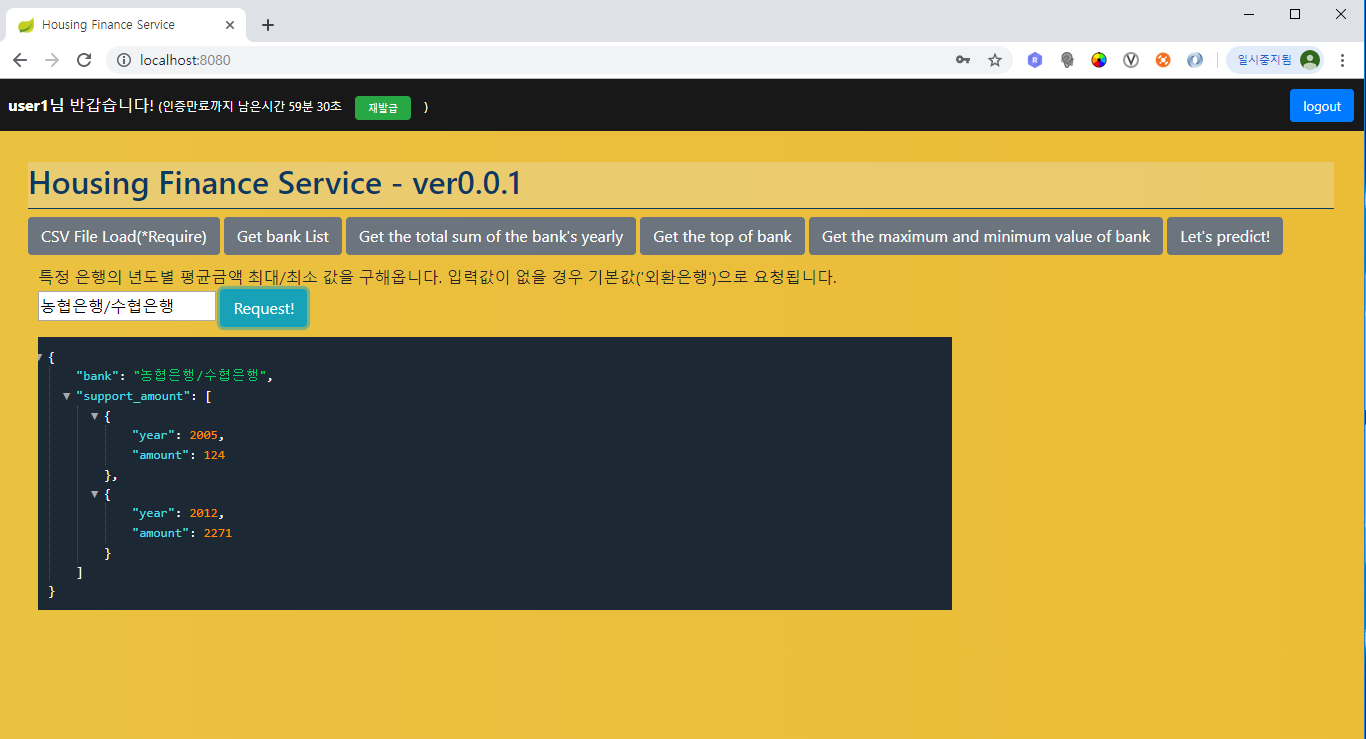 Housing Finance Service
localhost:8080
일시중지됨
user1님 반갑습니다! (인증만료까지 남은시간 59분 30초 재발급 )
logout
Housing Finance Service - ver0.0.1
CSV File Load(*Require) Get bank List Get the total sum of the bank's yearly Get the top of bank Get the maximum and minimum value of bank Let's predict!
특정 은행의 년도별 평균금액 최대/최소 값을 구해옵니다. 입력값이 없을 경우 기본값('외환은행')으로 요청됩니다.
농협은행/수협은행 Request!
{
"bank": "농협은행/수협은행",
"support_amount": [
{
"year": 2005,
"amount": 124
},
{
"year": 2012,
"amount": 2271
}
]
}